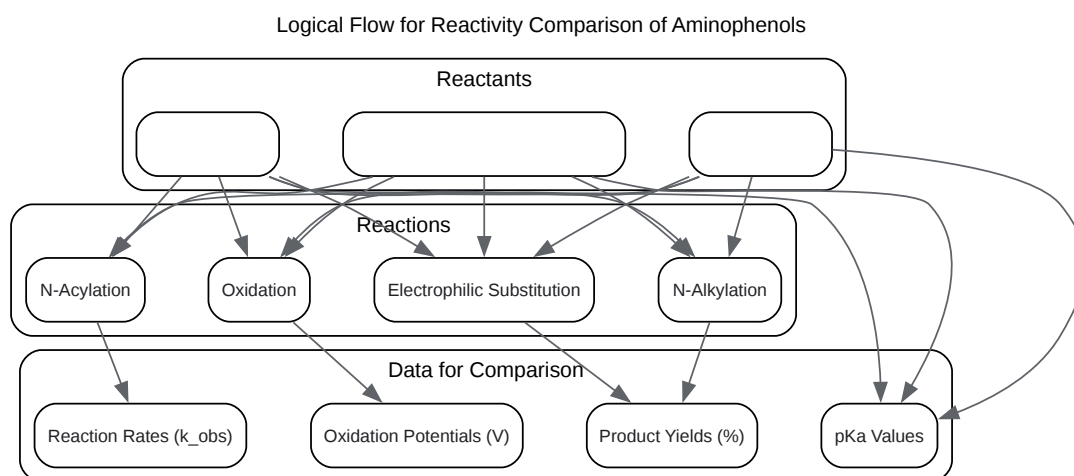 Logical Flow for Reactivity Comparison of Aminophenols
Reactants
Reactions
N-Acylation
Oxidation
Electrophilic Substitution
N-Alkylation
Data for Comparison
Reaction Rates (k_obs)
Oxidation Potentials (V)
Product Yields (%)
pKa Values